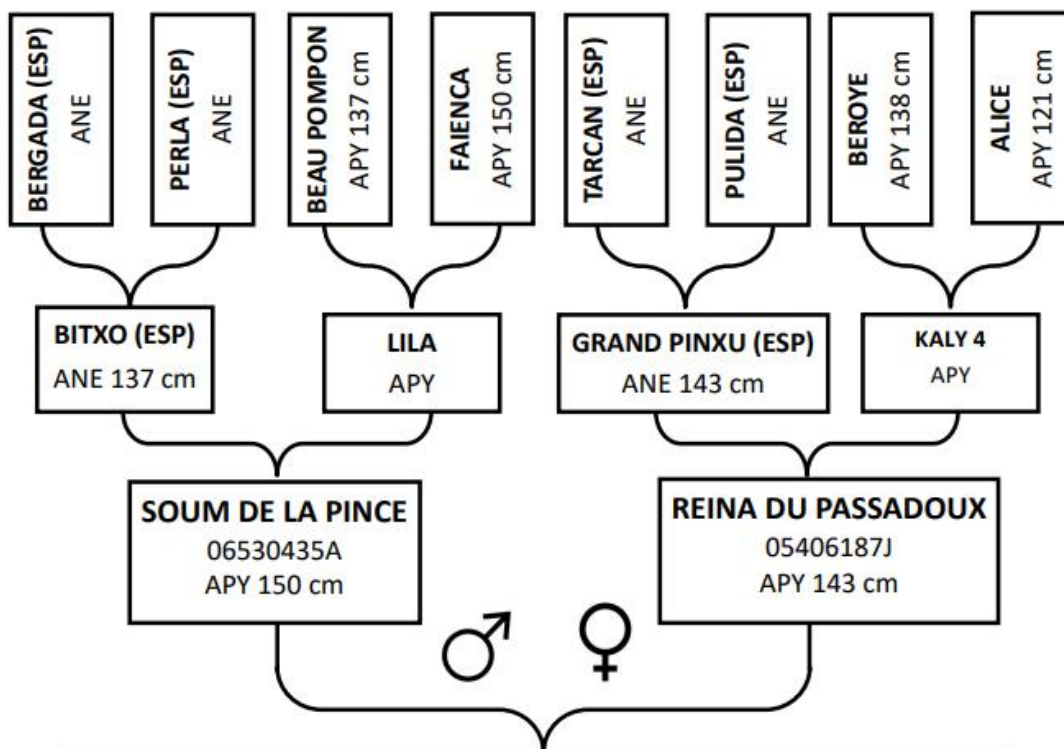 BERGADA (ESP)
ANE
PERLA (ESP)
ANE
BEAU POMPON
APY 137 cm
FAIENCA
APY 150 cm
TARCAN (ESP)
ANE
PULIDA (ESP)
ANE
BEROYE
APY 138 cm
ALICE
APY 121 cm
BITXO (ESP)
ANE 137 cm
LILA
APY
GRAND PINXU (ESP)
ANE 143 cm
KALY 4
APY
SOUM DE LA PINCE
06530435A
APY 150 cm
REINA DU PASSADOUX
05406187J
APY 143 cm